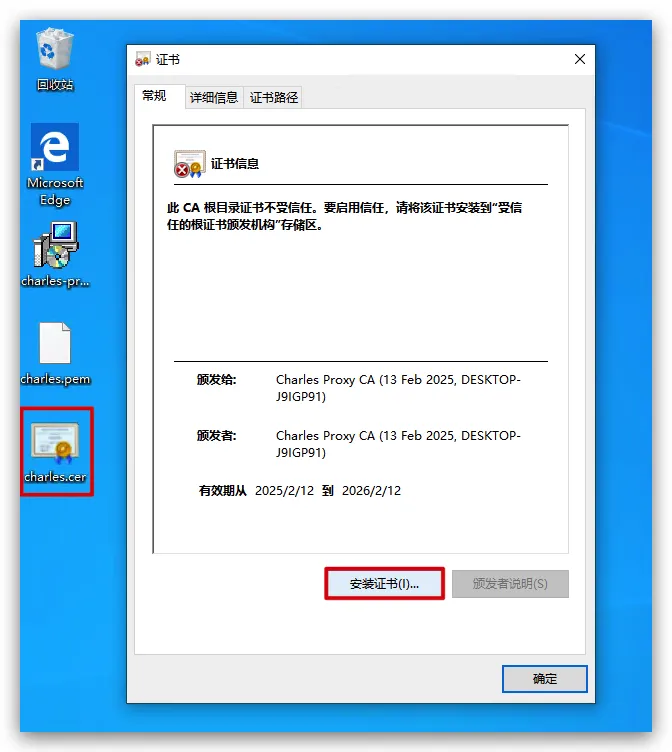 回收站
Microsoft
Edge
charles-pr...
charles.pem
charles.cer
证书
常规
详细信息
证书路径
证书信息
此 CA 根目录证书不受信任。要启用信任，请将该证书安装到"受信
任的根证书颁发机构"存储区。
颁发给: Charles Proxy CA (13 Feb 2025, DESKTOP-
J9IGP91)
颁发者: Charles Proxy CA (13 Feb 2025, DESKTOP-
J9IGP91)
有效期从 2025/2/12 到 2026/2/12
安装证书(I)...
颁发者说明(S)
确定